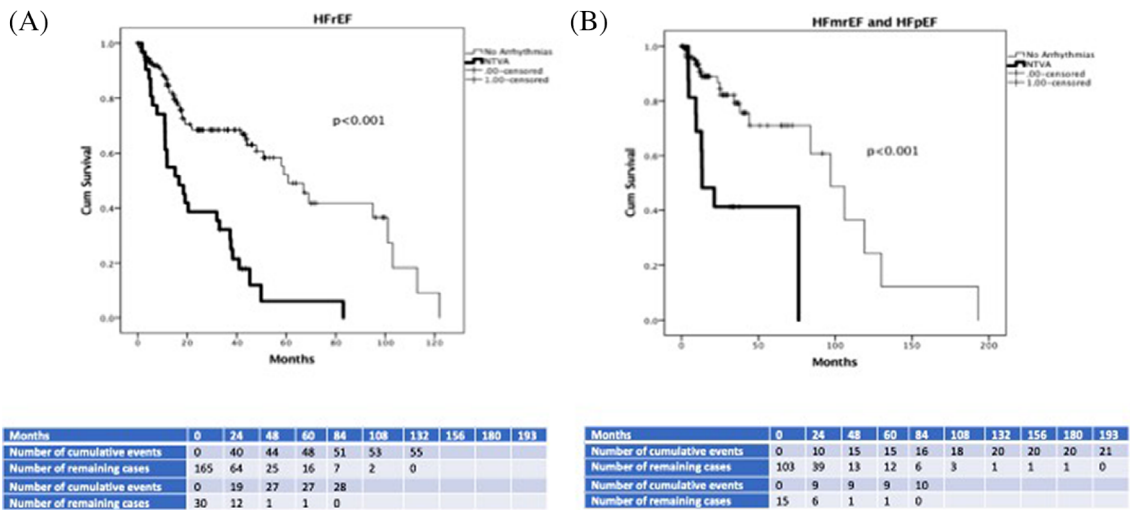 (A)
HFrEF
No Arrhythmias
NTVA
.00-censored
1.00-censored
p<0.001
Cum Survival
1.0
0.8
0.6
0.4
0.2
0.0
0 20 40 60 80 100 120
Months
(B)
HFmrEF and HFpEF
No Arrhythmias
NTVA
.00-censored
1.00-censored
p<0.001
Cum Survival
1.0
0.8
0.6
0.4
0.2
0.0
0 50 100 150 200
Months
Months 0 24 48 60 84 108 132 156 180 193
Number of cumulative events 0 40 44 48 51 53 55
Number of remaining cases 165 64 25 16 7 2 0
Number of cumulative events 0 19 27 27 28
Number of remaining cases 30 12 1 1 0
Months 0 24 48 60 84 108 132 156 180 193
Number of cumulative events 0 10 15 15 16 18 20 20 20 21
Number of remaining cases 103 39 13 12 6 3 1 1 1 0
Number of cumulative events 0 9 9 9 10
Number of remaining cases 15 6 1 1 0